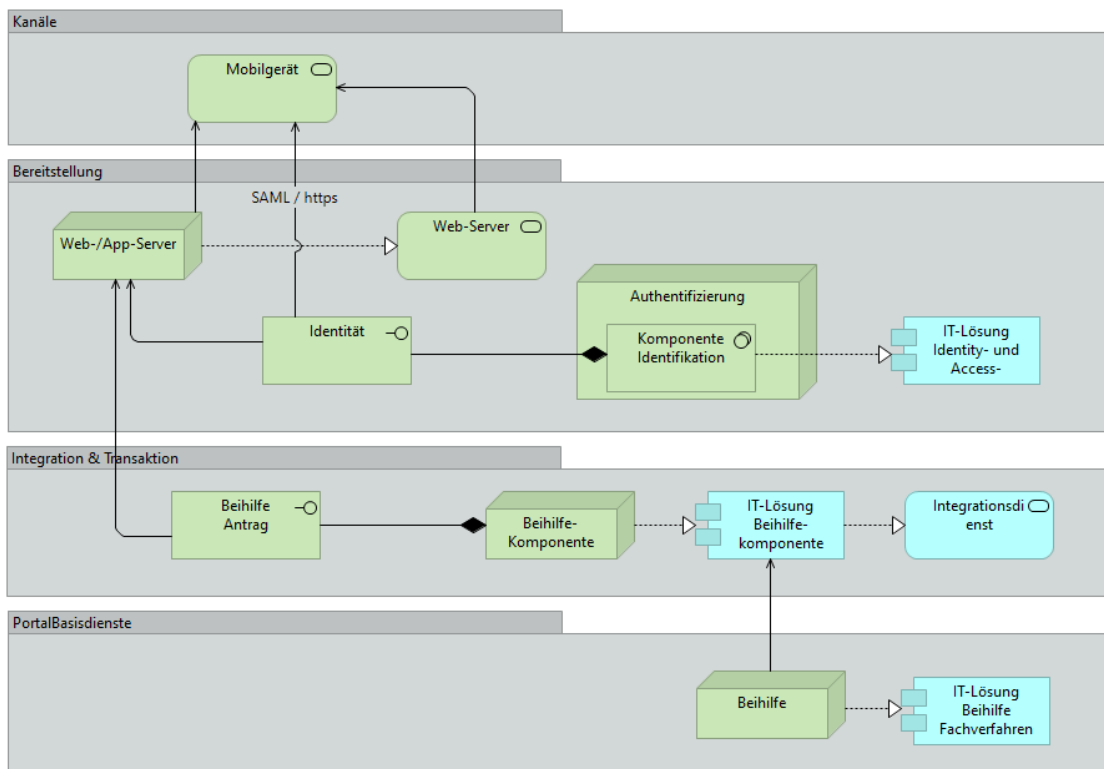 Kanäle
Mobilgerät
Bereitstellung
SAML / https
Web-/App-Server
Web-Server
Authentifizierung
Identität
Komponente
Identifikation
IT-Lösung
Identity- und
Access-
Integration & Transaktion
Beihilfe
Antrag
Beihilfe-
Komponente
IT-Lösung
Beihilfe-
komponente
Integrationsdi
enst
PortalBasisdienste
Beihilfe
IT-Lösung
Beihilfe
Fachverfahren